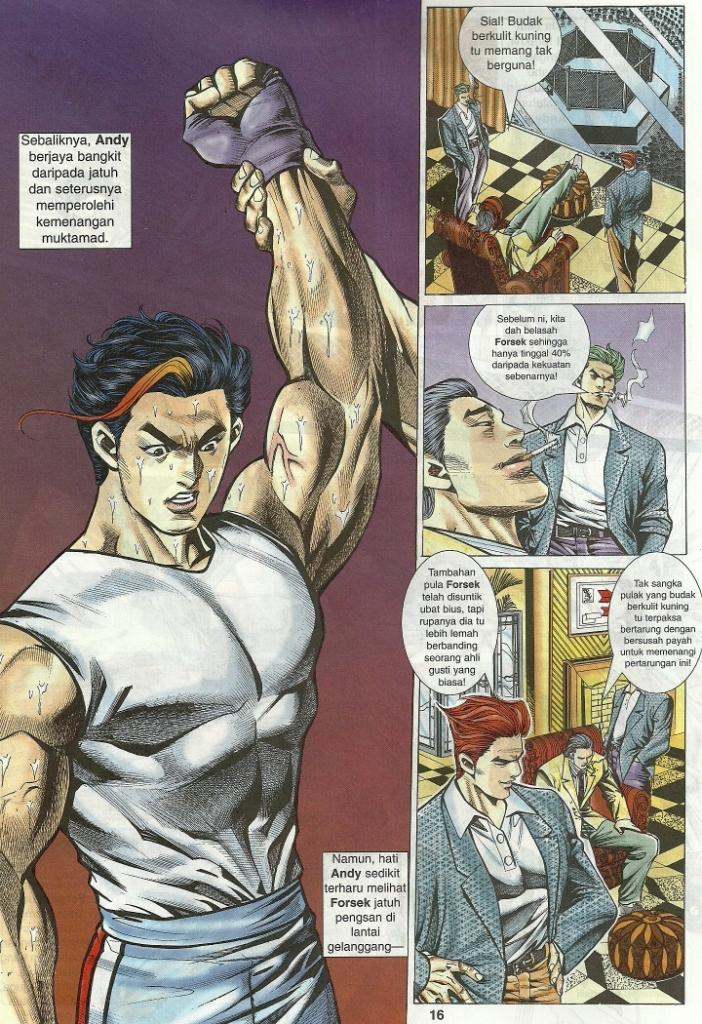 Sebaliknya, Andy
berjaya bangkit
daripada jatuh
dan seterusnya
memperolehi
kemenangan
muktamad.
Namun, hati
Andy sedikit
terharu melihat
Forsek jatuh
pengsan di
lantai
gelanggang—
Sial! Budak
berkulit kuning
tu memang tak
berguna!
Sebelum ni, kita
dah belasah
Forsek sehingga
hanya tinggal 40%
daripada kekuatan
sebenarnya!
Tambahan
pula Forsek
telah disuntik
ubat bius, tapi
rupanya dia tu
lebih lemah
berbanding
seorang ahli
gusti yang
biasa!
Tak sangka
pulak yang budak
berkulit kuning
tu terpaksa
bertarung dengan
bersusah payah
untuk memenangi
pertarungan ini!
16